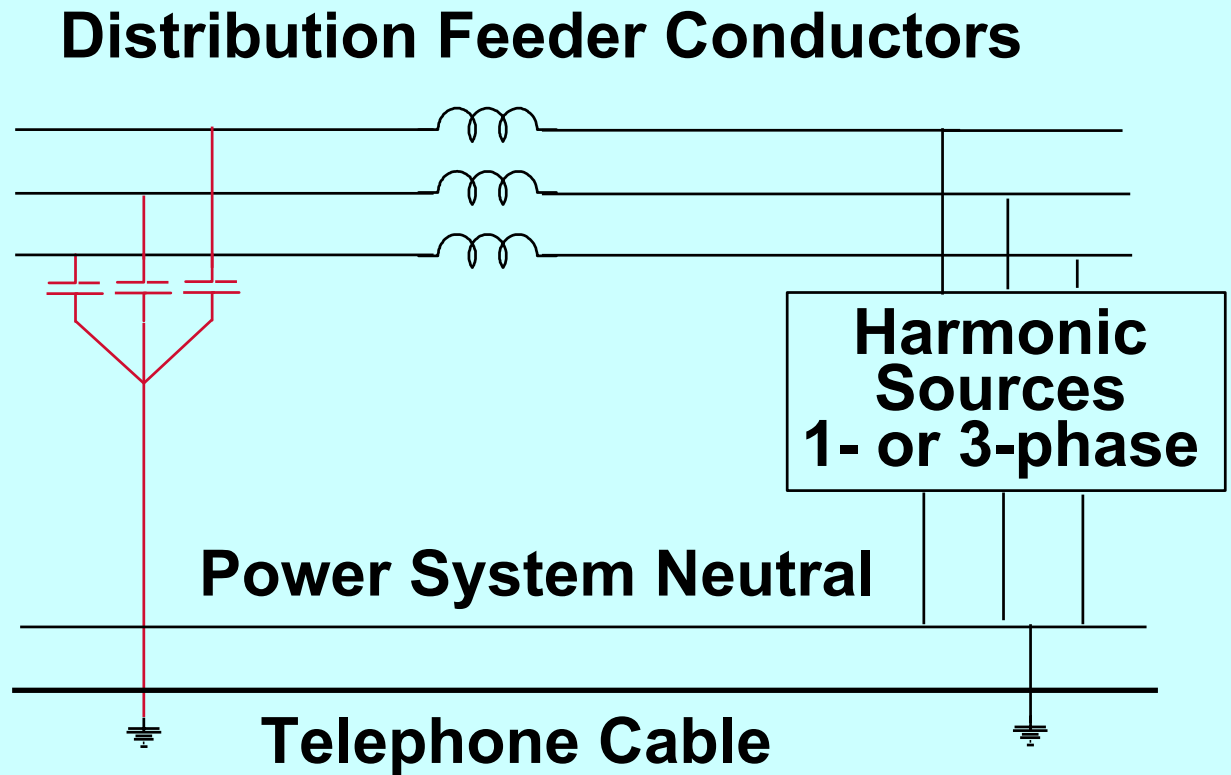 Distribution Feeder Conductors
Harmonic
Sources
1- or 3-phase
Power System Neutral
Telephone Cable